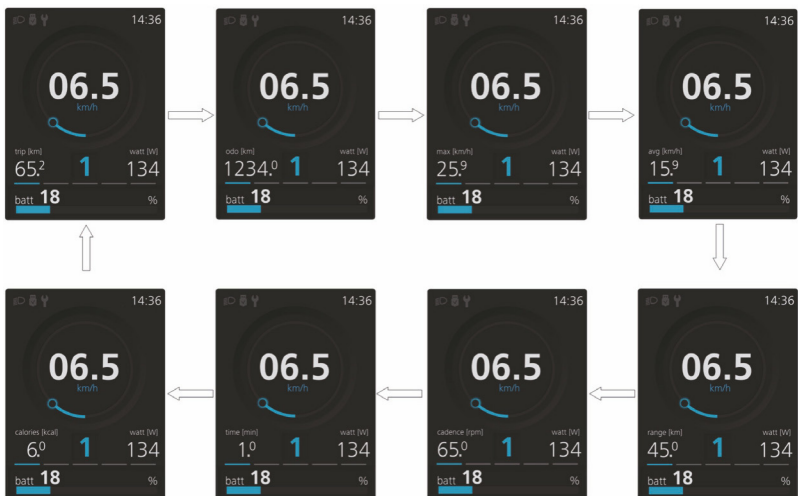 14:36
06.5
km/h
trip [km] watt [W]
65.2 1 134
batt 18 %
14:36
06.5
km/h
odo [km] watt [W]
1234.0 1 134
batt 18 %
14:36
06.5
km/h
max [km/h] watt [W]
25.9 1 134
batt 18 %
14:36
06.5
km/h
avg [km/h] watt [W]
15.9 1 134
batt 18 %
14:36
06.5
km/h
calories [kcal] watt [W]
6.0 1 134
batt 18 %
14:36
06.5
km/h
time [min] watt [W]
1.0 1 134
batt 18 %
14:36
06.5
km/h
cadence [rpm] watt [W]
65.0 1 134
batt 18 %
14:36
06.5
km/h
range [km] watt [W]
45.0 1 134
batt 18 %